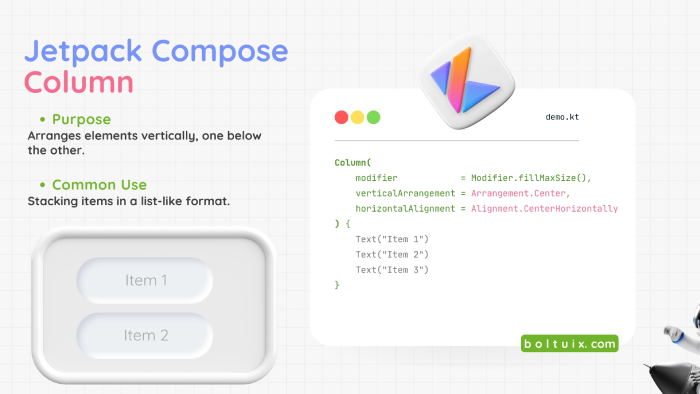 Jetpack Compose
Column
• Purpose
Arranges elements vertically, one below
the other.
• Common Use
Stacking items in a list-like format.
Item 1
Item 2
demo.kt
Column(
    modifier            = Modifier.fillMaxSize(),
    verticalArrangement = Arrangement.Center,
    horizontalAlignment = Alignment.CenterHorizontally
) {
    Text("Item 1")
    Text("Item 2")
    Text("Item 3")
}
boltuix.com